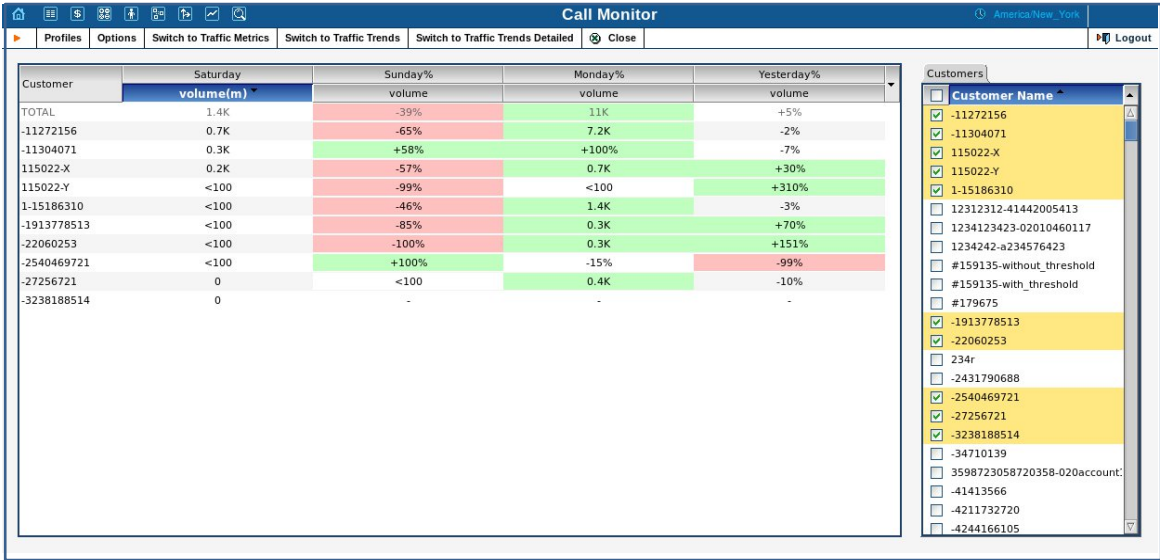 Call Monitor
America/New_York
Profiles Options Switch to Traffic Metrics Switch to Traffic Trends Switch to Traffic Trends Detailed Close Logout
Customer Saturday Sunday% Monday% Yesterday%
volume(m) volume volume volume
TOTAL 1.4K -39% 11K +5%
-11272156 0.7K -65% 7.2K -2%
-11304071 0.3K +58% +100% -7%
115022-X 0.2K -57% 0.7K +30%
115022-Y <100 -99% <100 +310%
1-15186310 <100 -46% 1.4K -3%
-1913778513 <100 -85% 0.3K +70%
-22060253 <100 -100% 0.3K +151%
-2540469721 <100 +100% -15% -99%
-27256721 0 <100 0.4K -10%
-3238188514 0 - - -
Customers
Customer Name
-11272156
-11304071
115022-X
115022-Y
1-15186310
12312312-41442005413
1234123423-02010460117
1234242-a234576423
#159135-without_threshold
#159135-with_threshold
#179675
-1913778513
-22060253
234r
-2431790688
-2540469721
-27256721
-3238188514
-34710139
3598723058720358-020account
-41413566
-4211732720
-4244166105